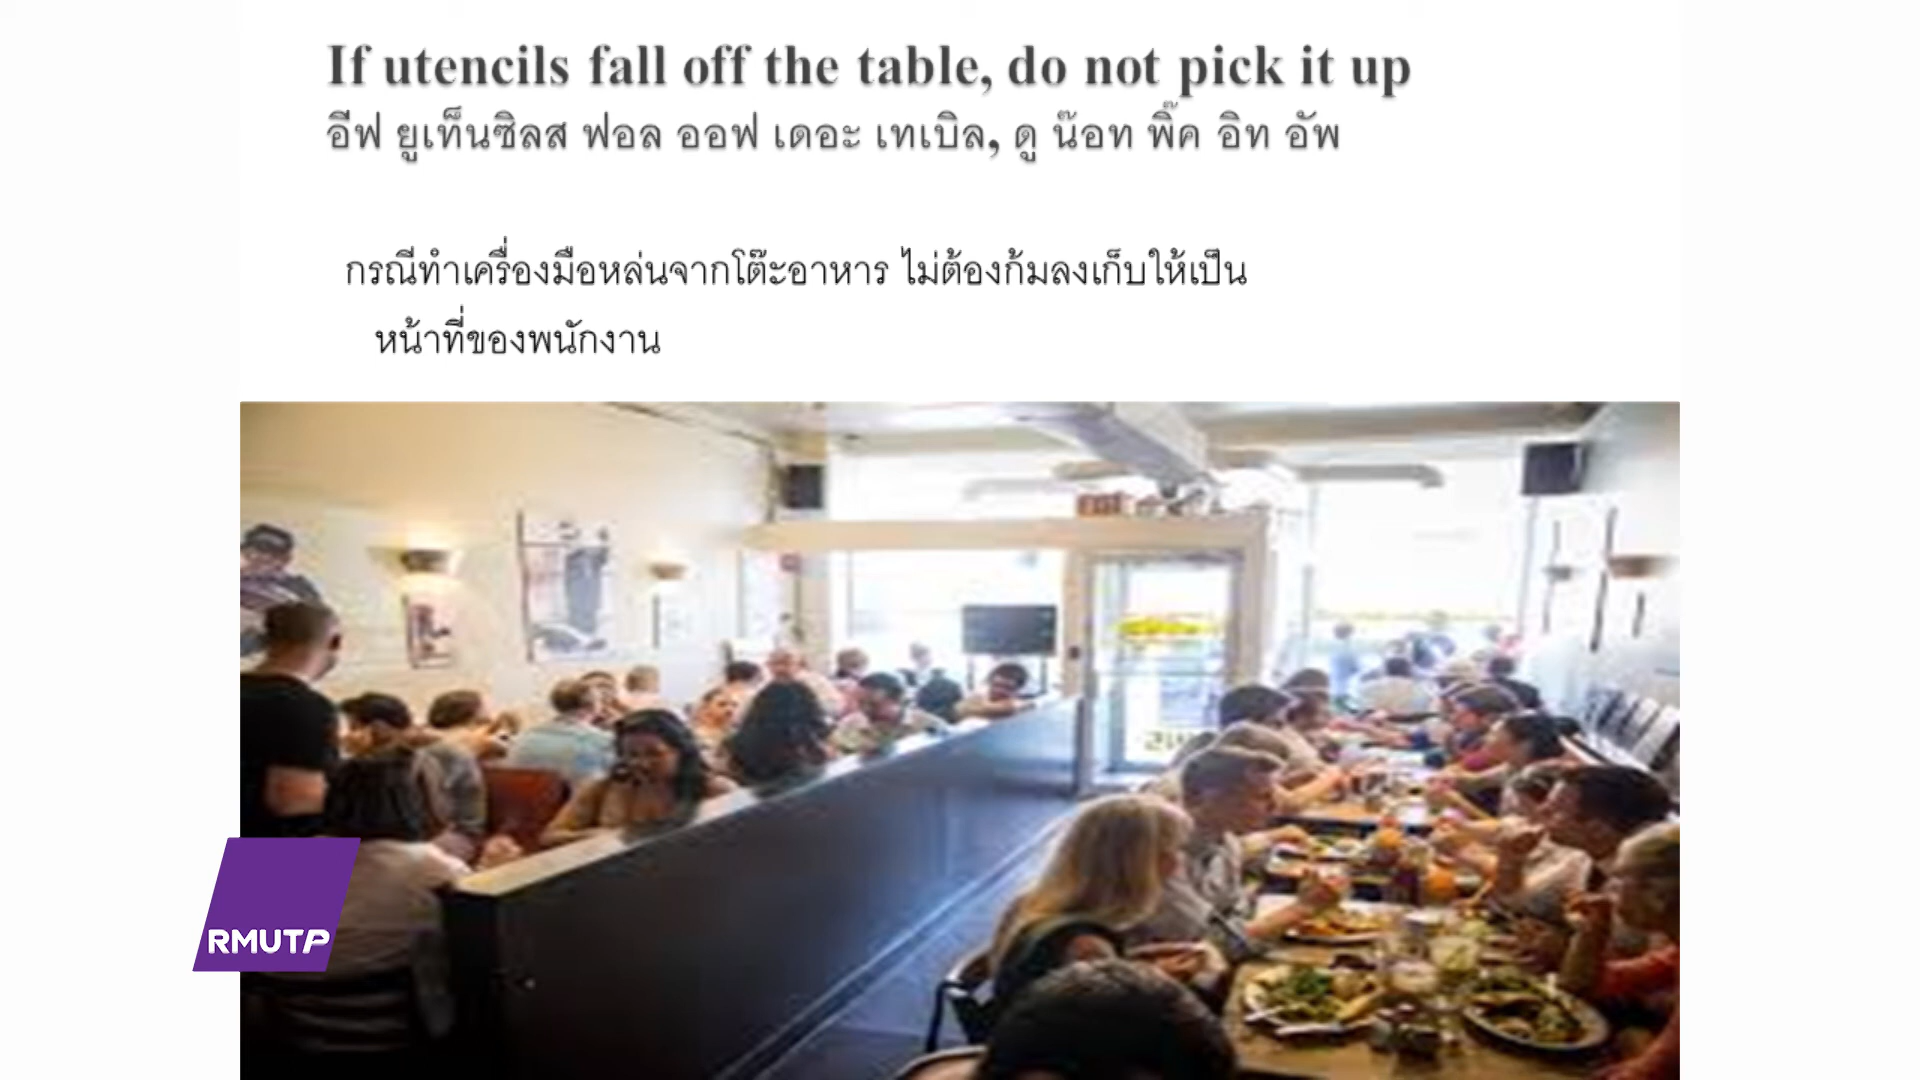 If utencils fall off the table, do not pick it up
อีฟ ยูเท็นซิลส ฟอล ออฟ เดอะ เทเบิล, ดู น๊อท พิ๊ค อิท อัพ
กรณีทำเครื่องมือหล่นจากโต๊ะอาหาร ไม่ต้องก้มลงเก็บให้เป็น
หน้าที่ของพนักงาน
RMUTP